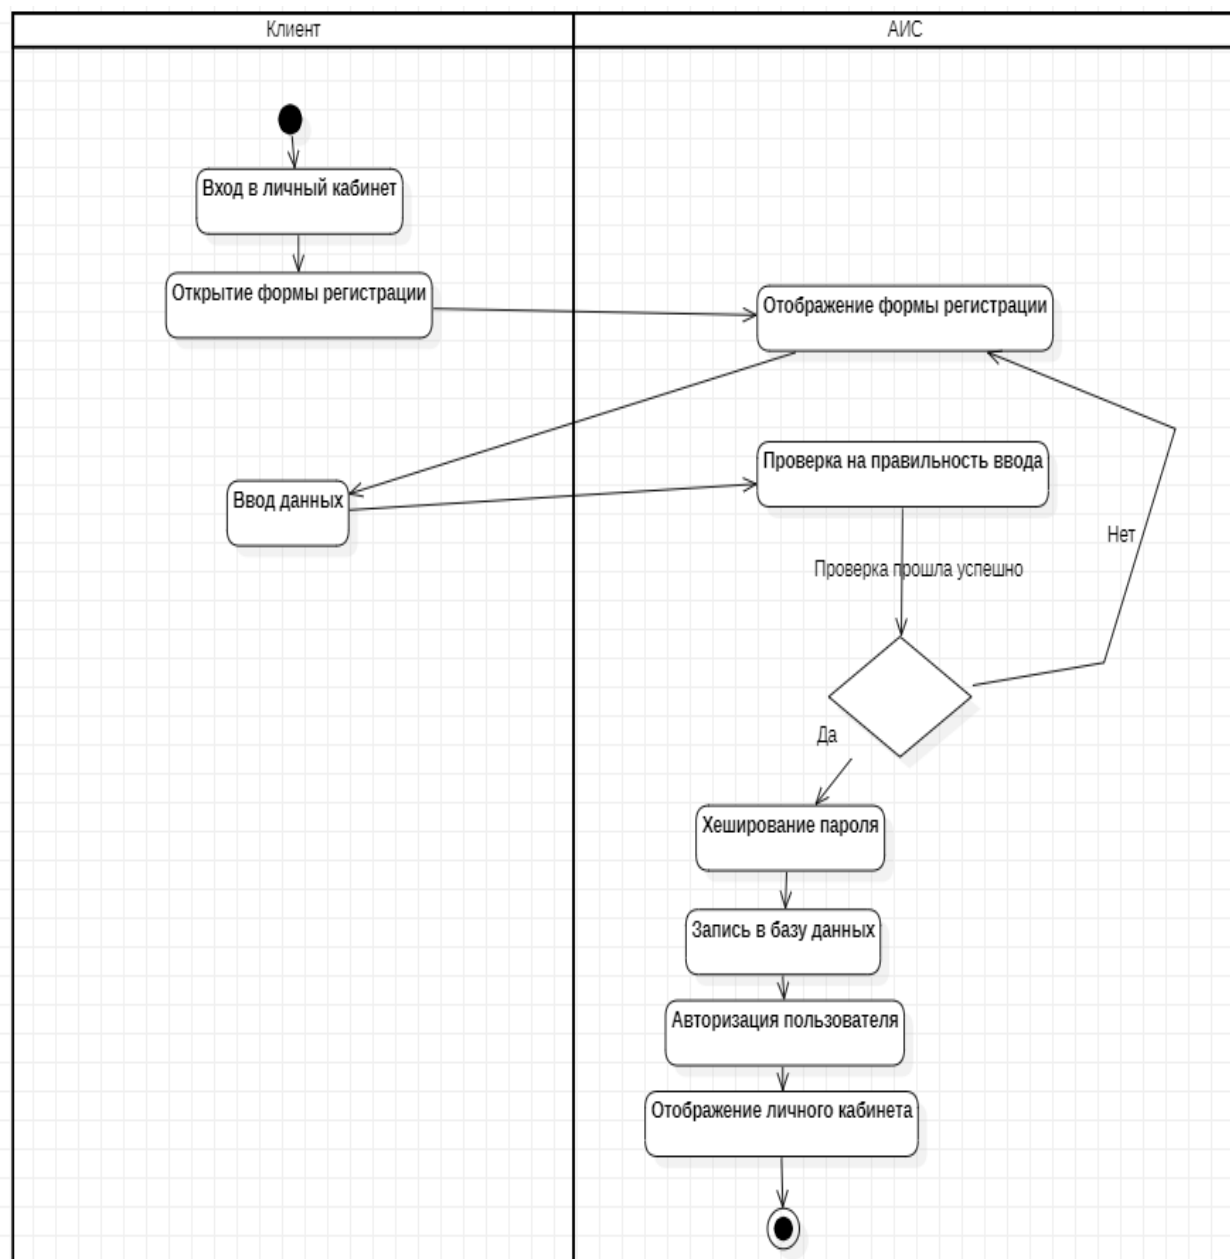 Клиент
АИС
Вход в личный кабинет
Открытие формы регистрации
Отображение формы регистрации
Ввод данных
Проверка на правильность ввода
Нет
Проверка прошла успешно
Да
Хеширование пароля
Запись в базу данных
Авторизация пользователя
Отображение личного кабинета